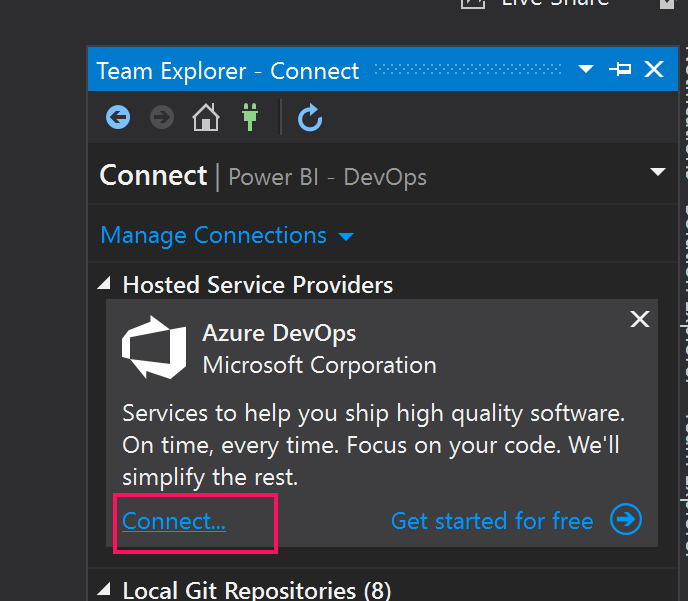 Live Share
Team Explorer - Connect
Connect | Power BI - DevOps
Manage Connections
Hosted Service Providers
Azure DevOps
Microsoft Corporation
Services to help you ship high quality software.
On time, every time. Focus on your code. We'll
simplify the rest.
Connect...
Get started for free
Local Git Repositories (8)